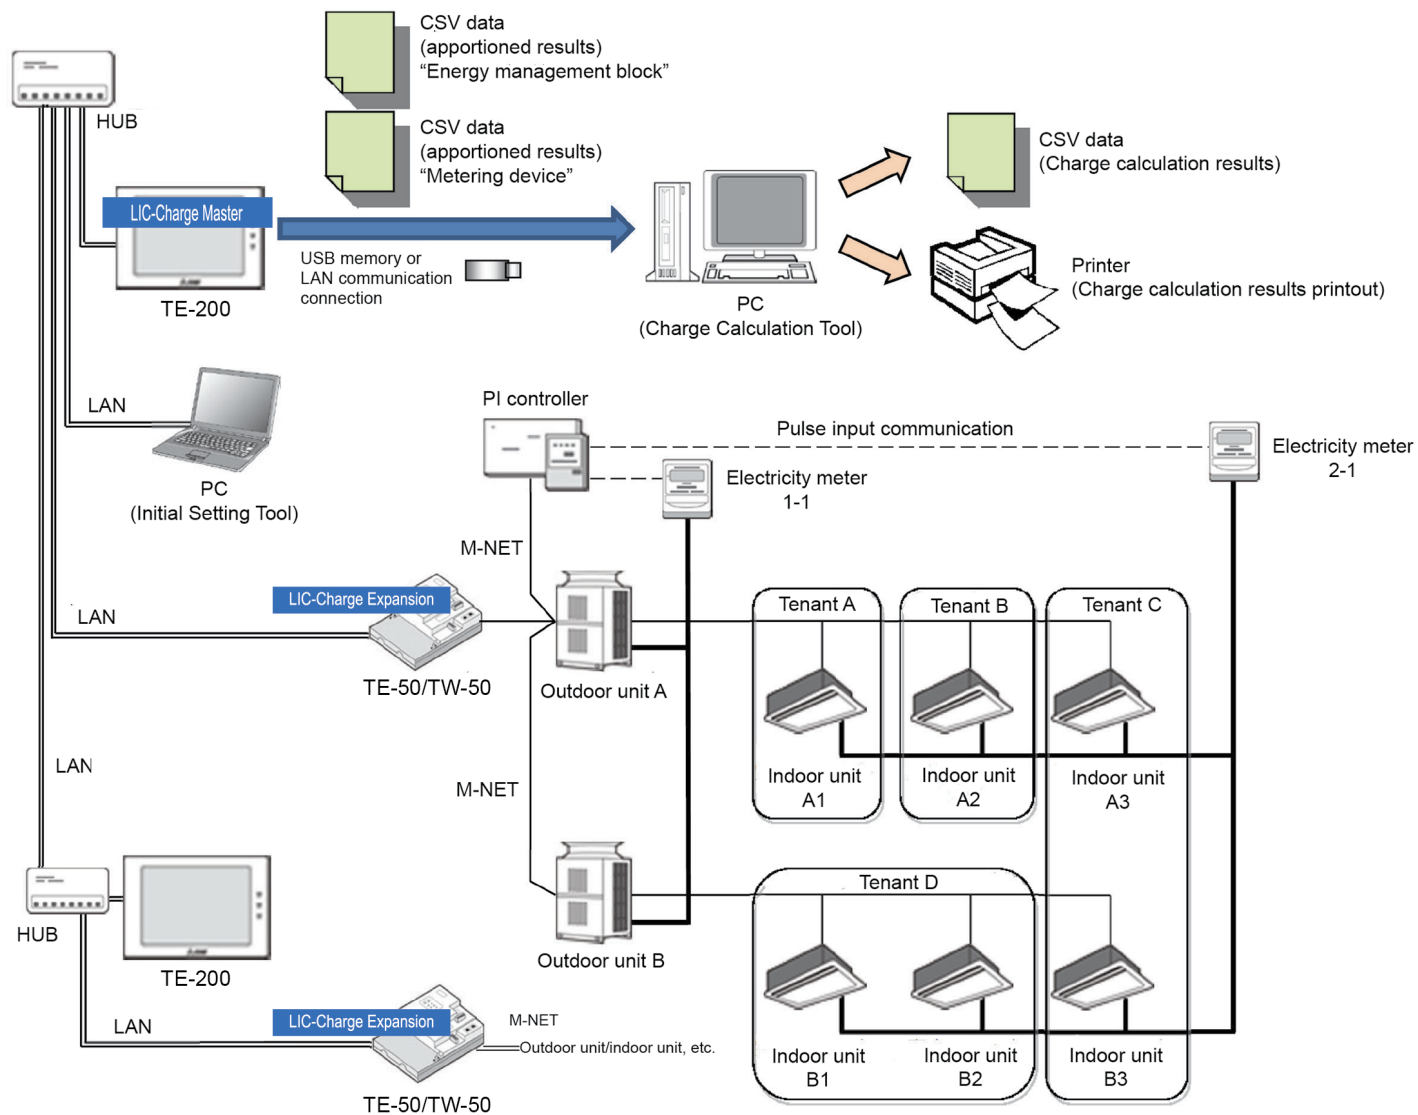 CSV data
(apportioned results)
“Energy management block”
HUB
CSV data
(apportioned results)
“Metering device”
CSV data
(Charge calculation results)
LIC-Charge Master
USB memory or
LAN communication
connection
TE-200
PC
(Charge Calculation Tool)
Printer
(Charge calculation results printout)
LAN
PC
(Initial Setting Tool)
PI controller
Pulse input communication
Electricity meter
1-1
Electricity meter
2-1
M-NET
LAN
LIC-Charge Expansion
TE-50/TW-50
Outdoor unit A
Tenant A
Tenant B
Tenant C
Indoor unit
A1
Indoor unit
A2
Indoor unit
A3
LAN
M-NET
HUB
TE-200
Outdoor unit B
Tenant D
Indoor unit
B1
Indoor unit
B2
Indoor unit
B3
LAN
LIC-Charge Expansion
M-NET
Outdoor unit/indoor unit, etc.
TE-50/TW-50